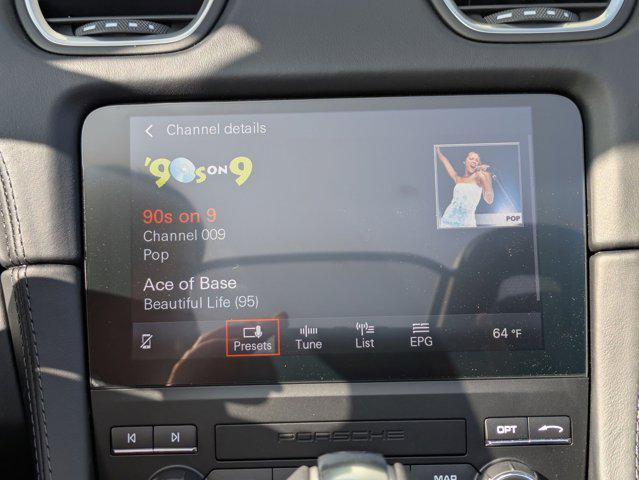 Channel details
'90s ON 9
POP
90s on 9
Channel 009
Pop
Ace of Base
Beautiful Life (95)
Presets
Tune
List
EPG
64 °F
PORSCHE
OPT
MAP